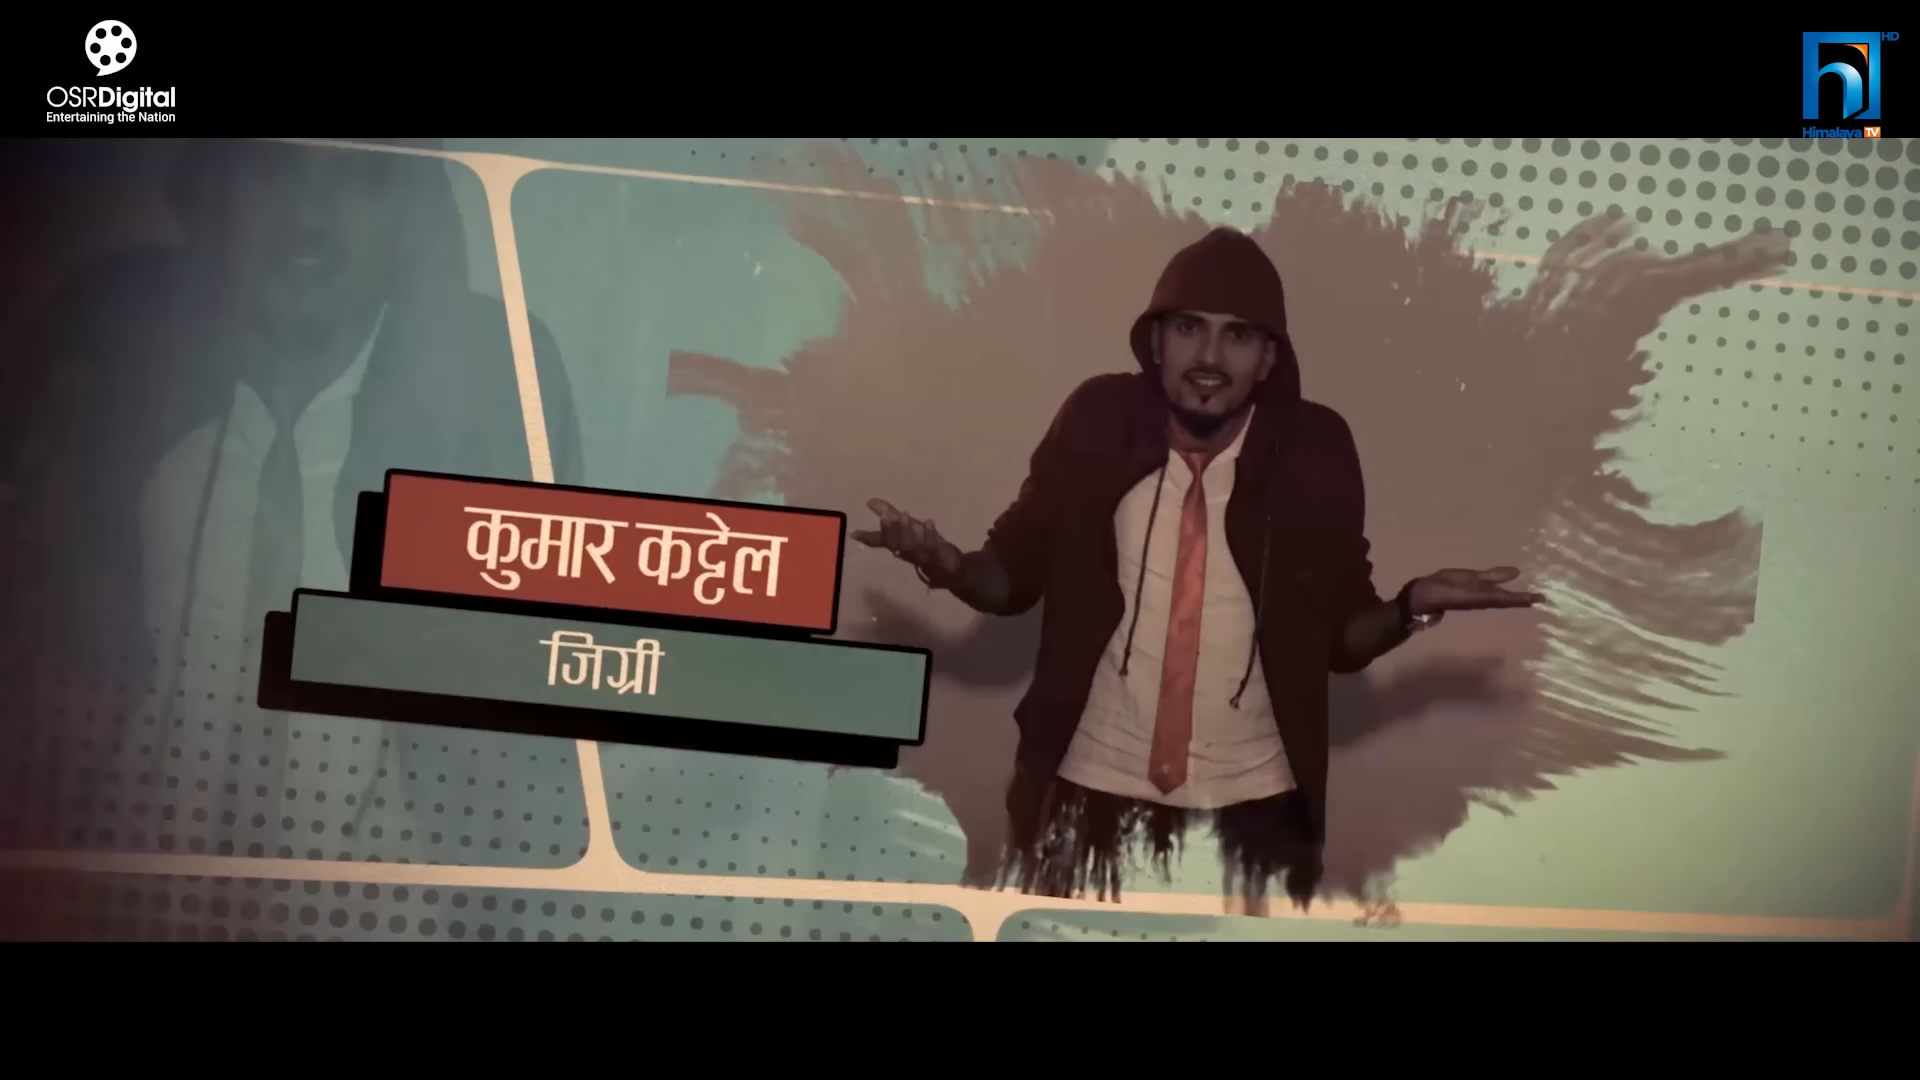 OSRDigital
Entertaining the Nation
HD
Himalaya TV
कुमार कट्टेल
जिग्री